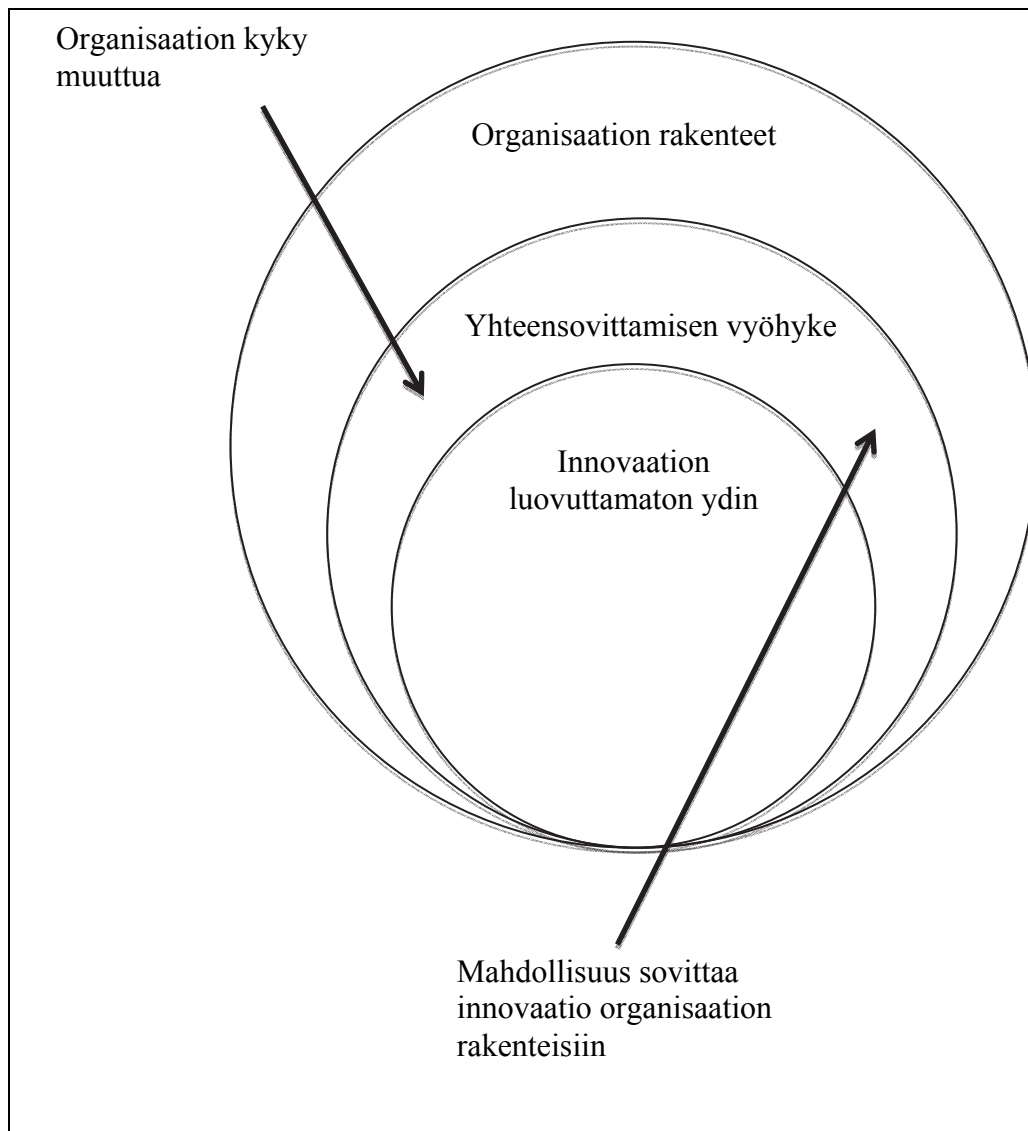 Organisaation kyky
muuttua
Organisaation rakenteet
Yhteensovittamisen vyöhyke
Innovaation
luovuttamaton ydin
Mahdollisuus sovittaa
innovaatio organisaation
rakenteisiin